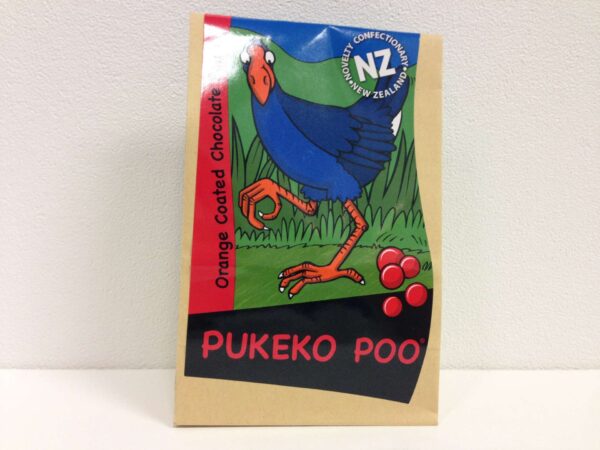 NOVELTY CONFECTIONARY
NZ
• NEW ZEALAND •
Orange Coated Chocolate
PUKEKO POO